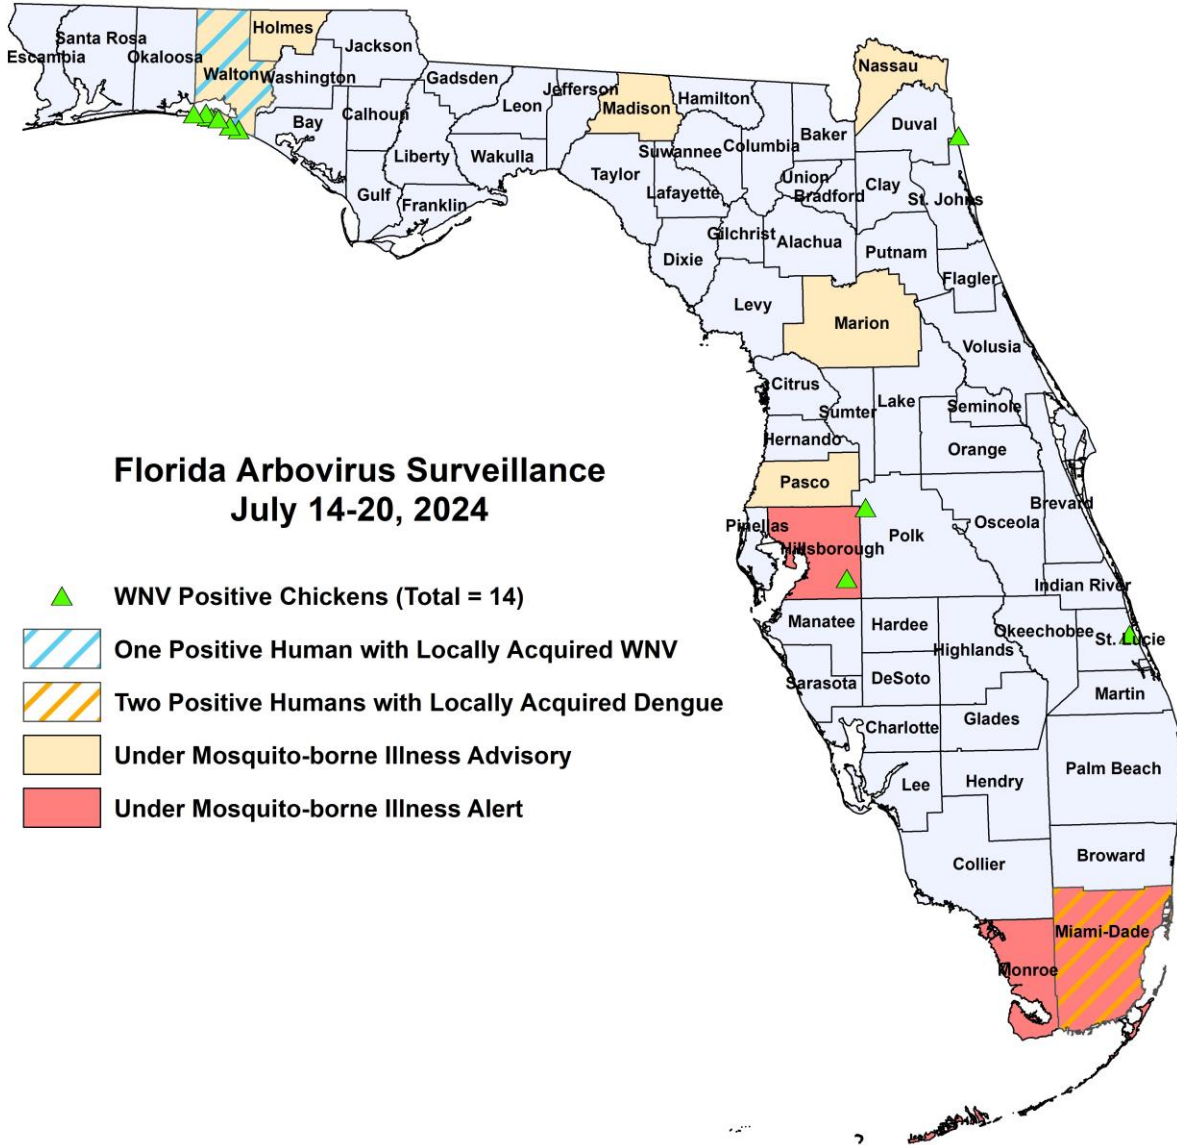 Holmes
Santa Rosa
Jackson
Escambia
Okaloosa
Walton
Washington
Gadsden
Nassau
Jefferson
Leon
Madison
Hamilton
Calhoun
Bay
Duval
Baker
Liberty
Wakulla
Suwannee
Columbia
Taylor
Union
Gulf
Franklin
Lafayette
Bradford
Clay
St. Johns
Gilchrist
Alachua
Dixie
Putnam
Flagler
Levy
Marion
Volusia
Citrus
Sumter
Lake
Seminole
Hernando
Orange
Florida Arbovirus Surveillance
July 14-20, 2024
Pasco
Brevard
Pinellas
Osceola
Polk
Hillsborough
Indian River
Manatee
Hardee
Okeechobee
St. Lucie
Highlands
Sarasota
DeSoto
Martin
Charlotte
Glades
Palm Beach
Lee
Hendry
Broward
Collier
Miami-Dade
Monroe
WNV Positive Chickens (Total = 14)
One Positive Human with Locally Acquired WNV
Two Positive Humans with Locally Acquired Dengue
Under Mosquito-borne Illness Advisory
Under Mosquito-borne Illness Alert